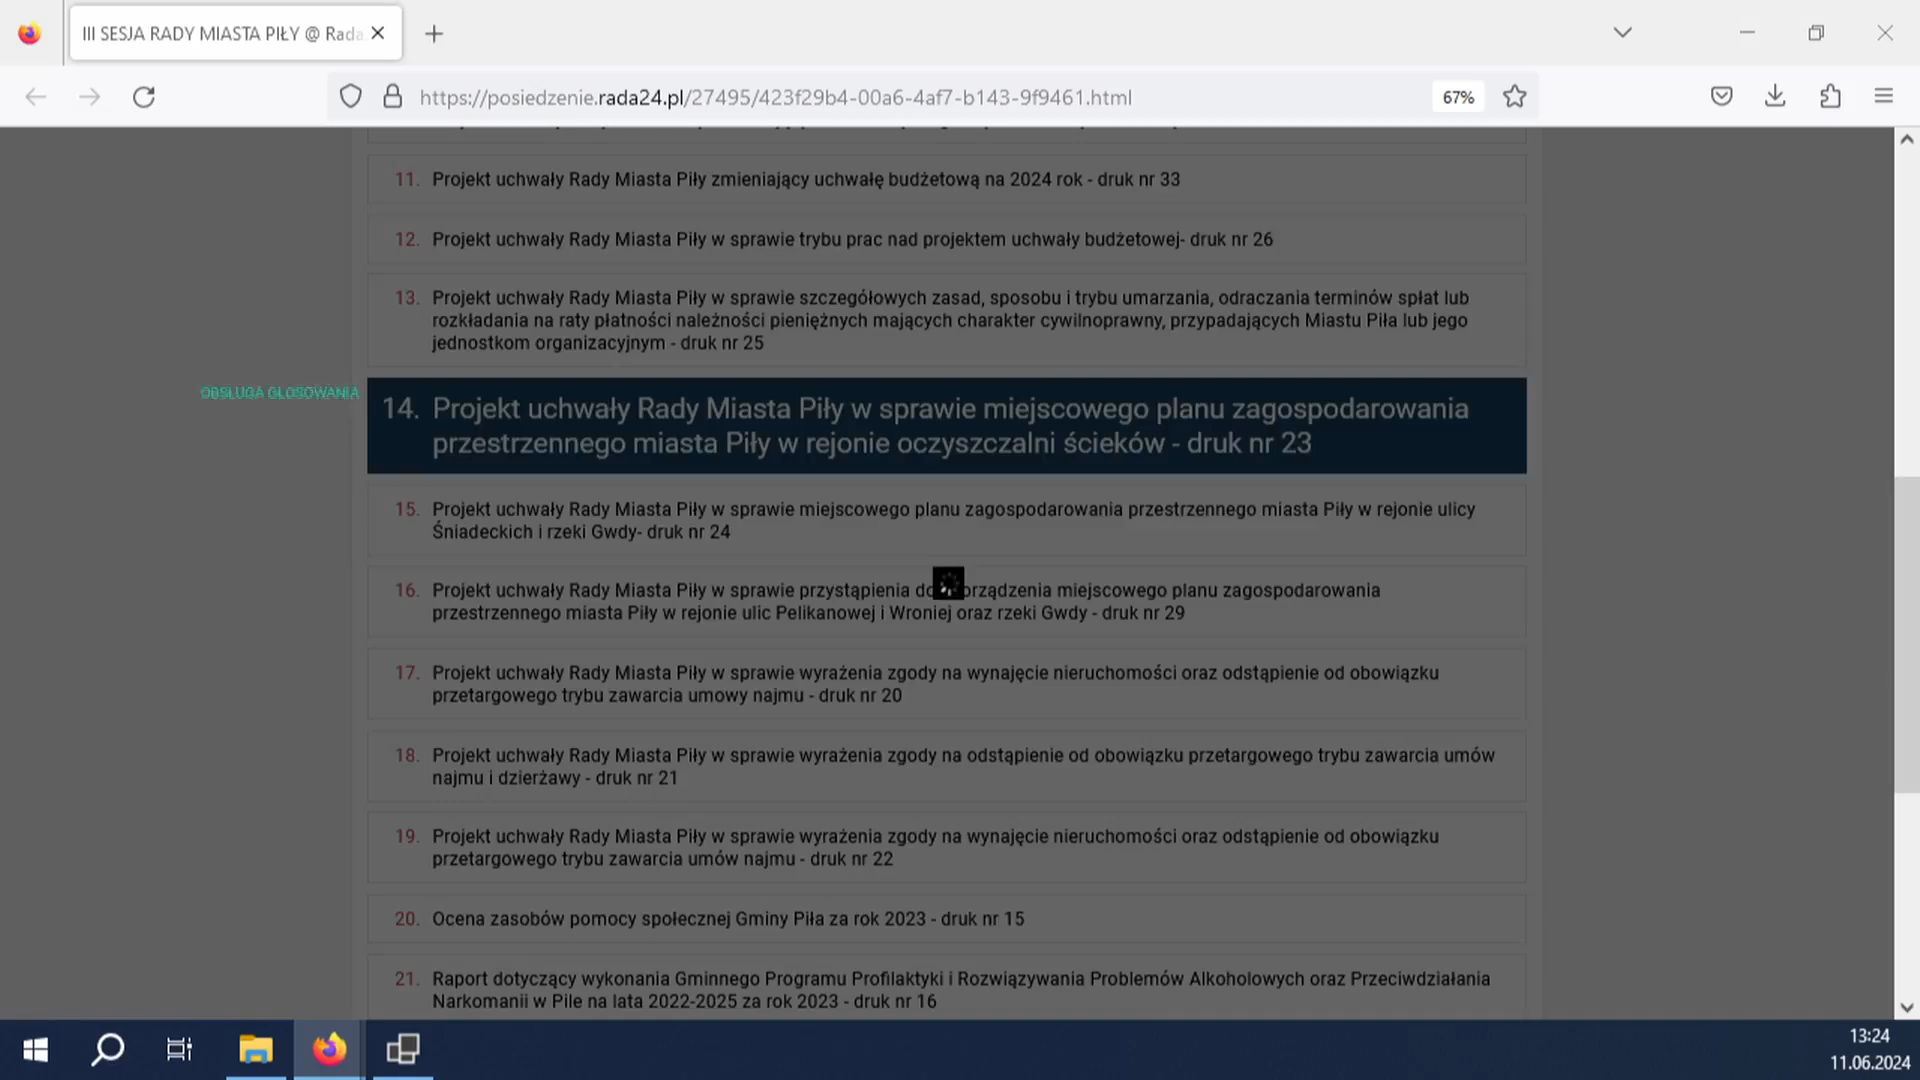 III SESJA RADY MIASTA PIŁY @ Rada
https://posiedzenie.rada24.pl/27495/423f29b4-00a6-4af7-b143-9f9461.html
67%
11. Projekt uchwały Rady Miasta Piły zmieniający uchwałę budżetową na 2024 rok - druk nr 33
12. Projekt uchwały Rady Miasta Piły w sprawie trybu prac nad projektem uchwały budżetowej- druk nr 26
13. Projekt uchwały Rady Miasta Piły w sprawie szczegółowych zasad, sposobu i trybu umarzania, odraczania terminów spłat lub
rozkładania na raty płatności należności pieniężnych mających charakter cywilnoprawny, przypadających Miastu Piła lub jego
jednostkom organizacyjnym - druk nr 25
OBSŁUGA GŁOSOWANIA
14. Projekt uchwały Rady Miasta Piły w sprawie miejscowego planu zagospodarowania
przestrzennego miasta Piły w rejonie oczyszczalni ścieków - druk nr 23
15. Projekt uchwały Rady Miasta Piły w sprawie miejscowego planu zagospodarowania przestrzennego miasta Piły w rejonie ulicy
Śniadeckich i rzeki Gwdy- druk nr 24
16. Projekt uchwały Rady Miasta Piły w sprawie przystąpienia miejscowego planu zagospodarowania
przestrzennego miasta Piły w rejonie ulic Pelikanowej i Wroniej oraz rzeki Gwdy - druk nr 29
17. Projekt uchwały Rady Miasta Piły w sprawie wyrażenia zgody na wynajęcie nieruchomości oraz odstąpienie od obowiązku
przetargowego trybu zawarcia umowy najmu - druk nr 20
18. Projekt uchwały Rady Miasta Piły w sprawie wyrażenia zgody na odstąpienie od obowiązku przetargowego trybu zawarcia umów
najmu i dzierżawy - druk nr 21
19. Projekt uchwały Rady Miasta Piły w sprawie wyrażenia zgody na wynajęcie nieruchomości oraz odstąpienie od obowiązku
przetargowego trybu zawarcia umów najmu - druk nr 22
20. Ocena zasobów pomocy społecznej Gminy Piła za rok 2023 - druk nr 15
21. Raport dotyczący wykonania Gminnego Programu Profilaktyki i Rozwiązywania Problemów Alkoholowych oraz Przeciwdziałania
Narkomanii w Pile na lata 2022-2025 za rok 2023 - druk nr 16
13:24
11.06.2024